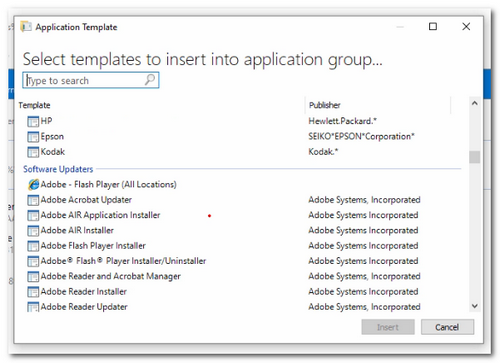 Application Template
Select templates to insert into application group...
Type to search
Template Publisher
HP Hewlett.Packard.*
Epson SEIKO*EPSON*Corporation*
Kodak Kodak.*
Software Updaters
Adobe - Flash Player (All Locations)
Adobe Acrobat Updater Adobe Systems, Incorporated
Adobe AIR Application Installer Adobe Systems Incorporated
Adobe AIR Installer Adobe Systems Incorporated
Adobe Flash Player Installer Adobe Systems Incorporated
Adobe® Flash® Player Installer/Uninstaller Adobe Systems Incorporated
Adobe Reader and Acrobat Manager Adobe Systems, Incorporated
Adobe Reader Installer Adobe Systems, Incorporated
Adobe Reader Updater Adobe Systems, Incorporated
Insert Cancel